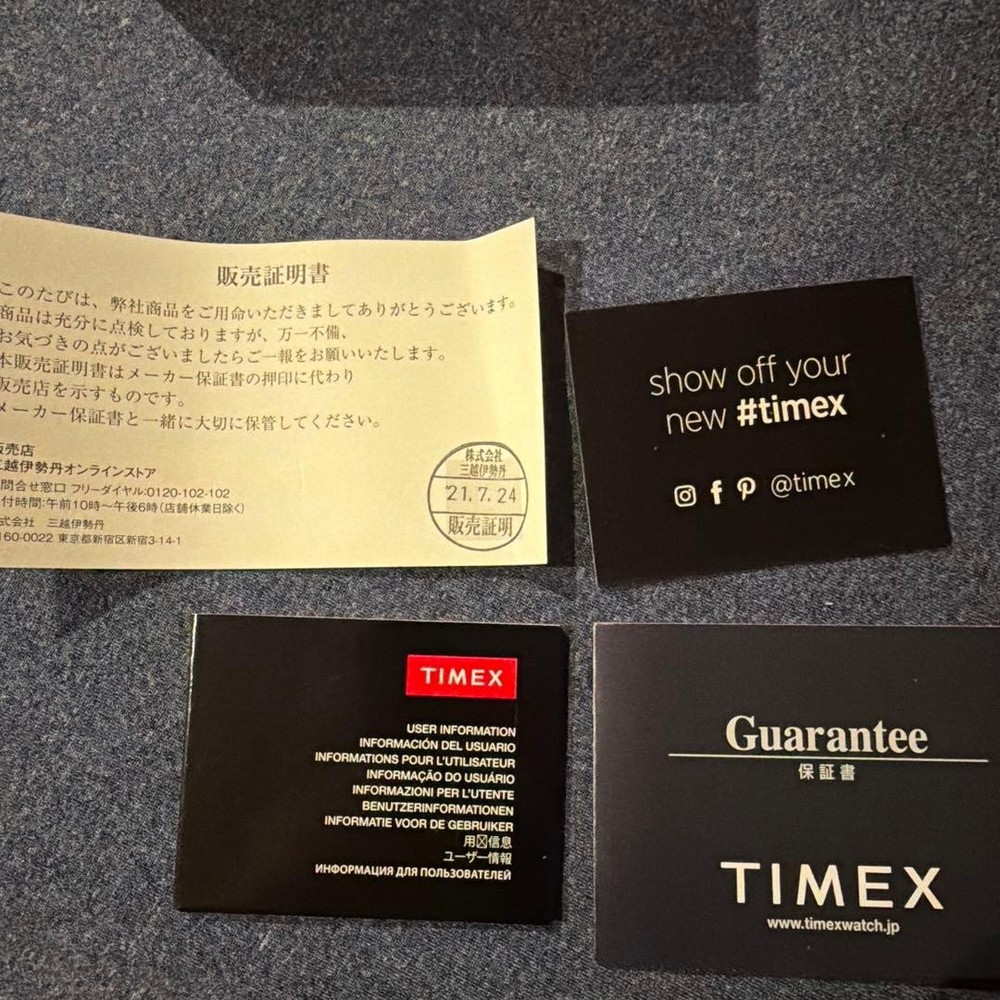 販売証明書
このたびは、弊社商品をご用命いただきましてありがとうございます。
商品は充分に点検しておりますが、万一不備、
お気づきの点がございましたらご一報をお願いいたします。
本販売証明書はメーカー保証書の押印に代わり
販売店を示すものです。
メーカー保証書と一緒に大切に保管してください。
販売店
三越伊勢丹オンラインストア
問合せ窓口 フリーダイヤル:0120-102-102
付時間:午前10時〜午後6時(店舗休業日除く)
式会社 三越伊勢丹
160-0022 東京都新宿区新宿3-14-1
株式会社
三越伊勢丹
'21.7.24
販売証明
show off your
new #timex
@timex
TIMEX
USER INFORMATION
INFORMACIÓN DEL USUARIO
INFORMATIONS POUR L'UTILISATEUR
INFORMAÇÃO DO USUÁRIO
INFORMAZIONI PER L'UTENTE
BENUTZERINFORMATIONEN
INFORMATIE VOOR DE GEBRUIKER
用☒信息
ユーザー情報
ИНФОРМАЦИЯ ДЛЯ ПОЛЬЗОВАТЕЛЕЙ
Guarantee
保証書
TIMEX
www.timexwatch.jp